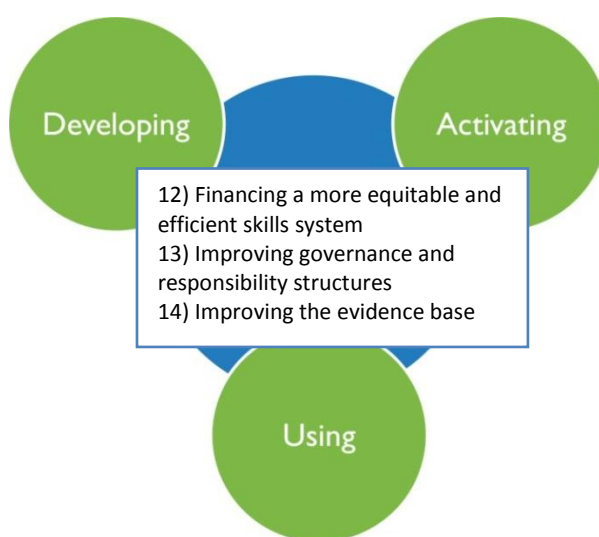 Developing
Activating
12) Financing a more equitable and
efficient skills system
13) Improving governance and
responsibility structures
14) Improving the evidence base
Using